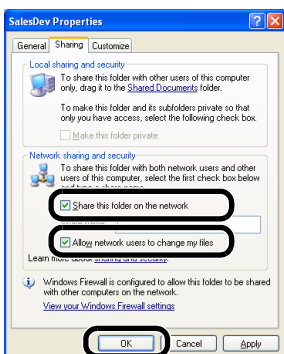 SalesDev Properties
General Sharing Customize
Local sharing and security
To share this folder with other users of this computer
only, drag it to the Shared Documents folder.
To make this folder and its subfolders private so that
only you have access, select the following check box.
Make this folder private
Network sharing and security
To share this folder with both network users and other
users of this computer, select the first check box below
and type a share name.
Share this folder on the network
Allow network users to change my files
Learn more about sharing and security.
Windows Firewall is configured to allow this folder to be shared
with other computers on the network.
View your Windows Firewall settings
OK Cancel Apply